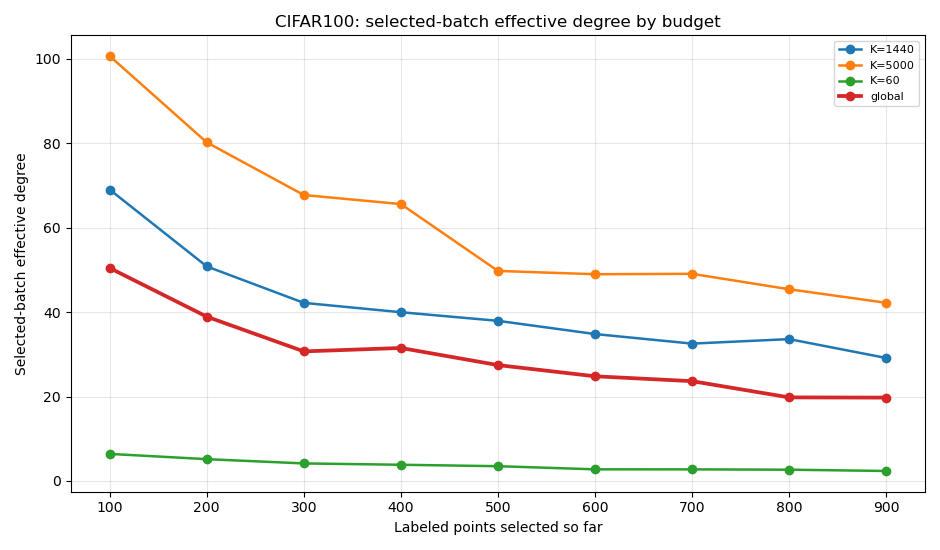 CIFAR100: selected-batch effective degree by budget
K=1440
K=5000
K=60
global
Selected-batch effective degree
100
80
60
40
20
0
100 200 300 400 500 600 700 800 900
Labeled points selected so far